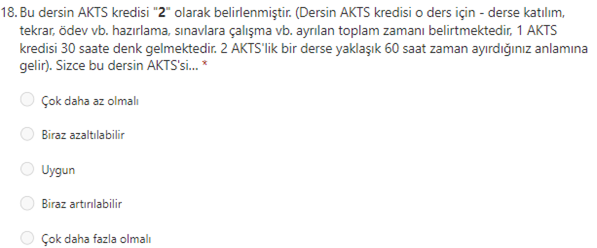 18. Bu dersin AKTS kredisi "2" olarak belirlenmiştir. (Dersin AKTS kredisi o ders için - derse katılım,
tekrar, ödev vb. hazırlama, sınavlara çalışma vb. ayrılan toplam zamanı belirtmektedir, 1 AKTS
kredisi 30 saate denk gelmektedir. 2 AKTS'lik bir derse yaklaşık 60 saat zaman ayırdığınız anlamına
gelir). Sizce bu dersin AKTS'si... *
Çok daha az olmalı
Biraz azaltılabilir
Uygun
Biraz artırılabilir
Çok daha fazla olmalı